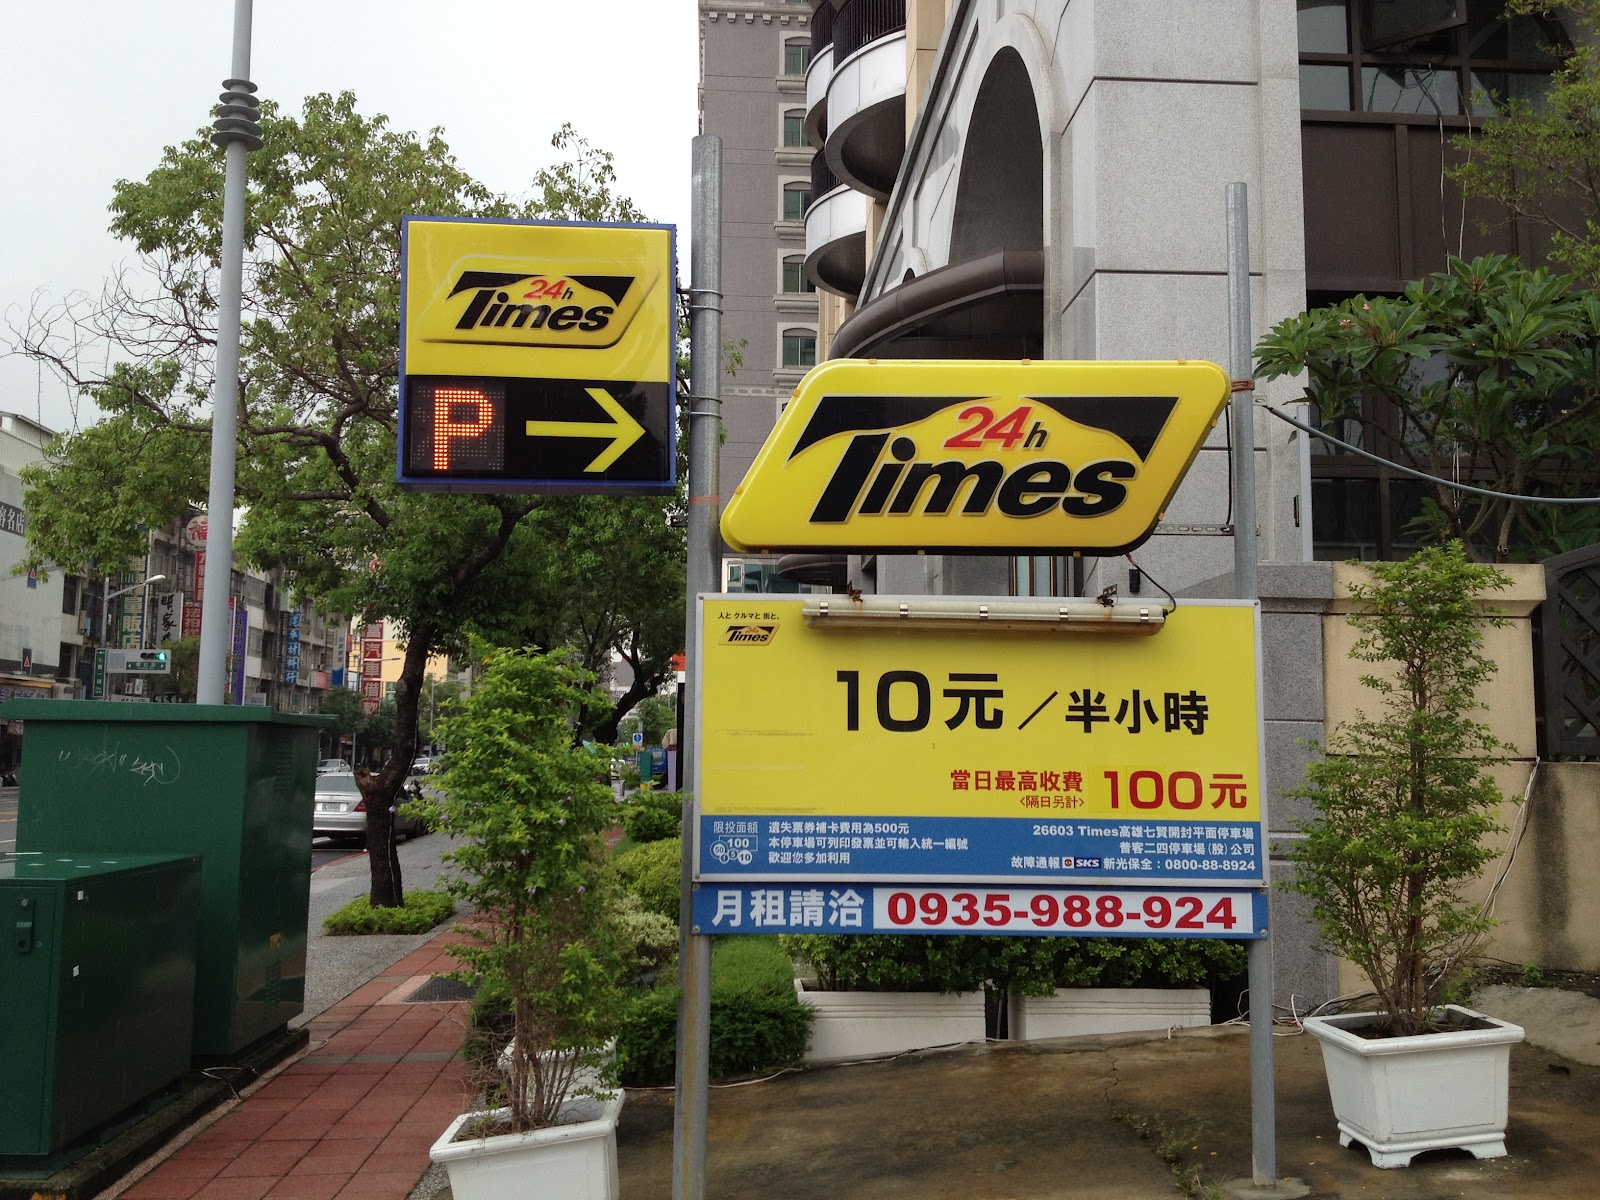 24h
Times
P
24h
Times
人と クルマと 街と、
24h
Times
10元/半小時
當日最高收費 100元
<隔日另計>
限投面額
100
50
5
1
10
遺失票券補卡費用為500元
本停車場可列印發票並可輸入統一編號
歡迎您多加利用
26603 Times高雄七賢開封平面停車場
普客二四停車場(股)公司
故障通報 SKS 新光保全:0800-88-8924
月租請洽 0935-988-924
汽車借款